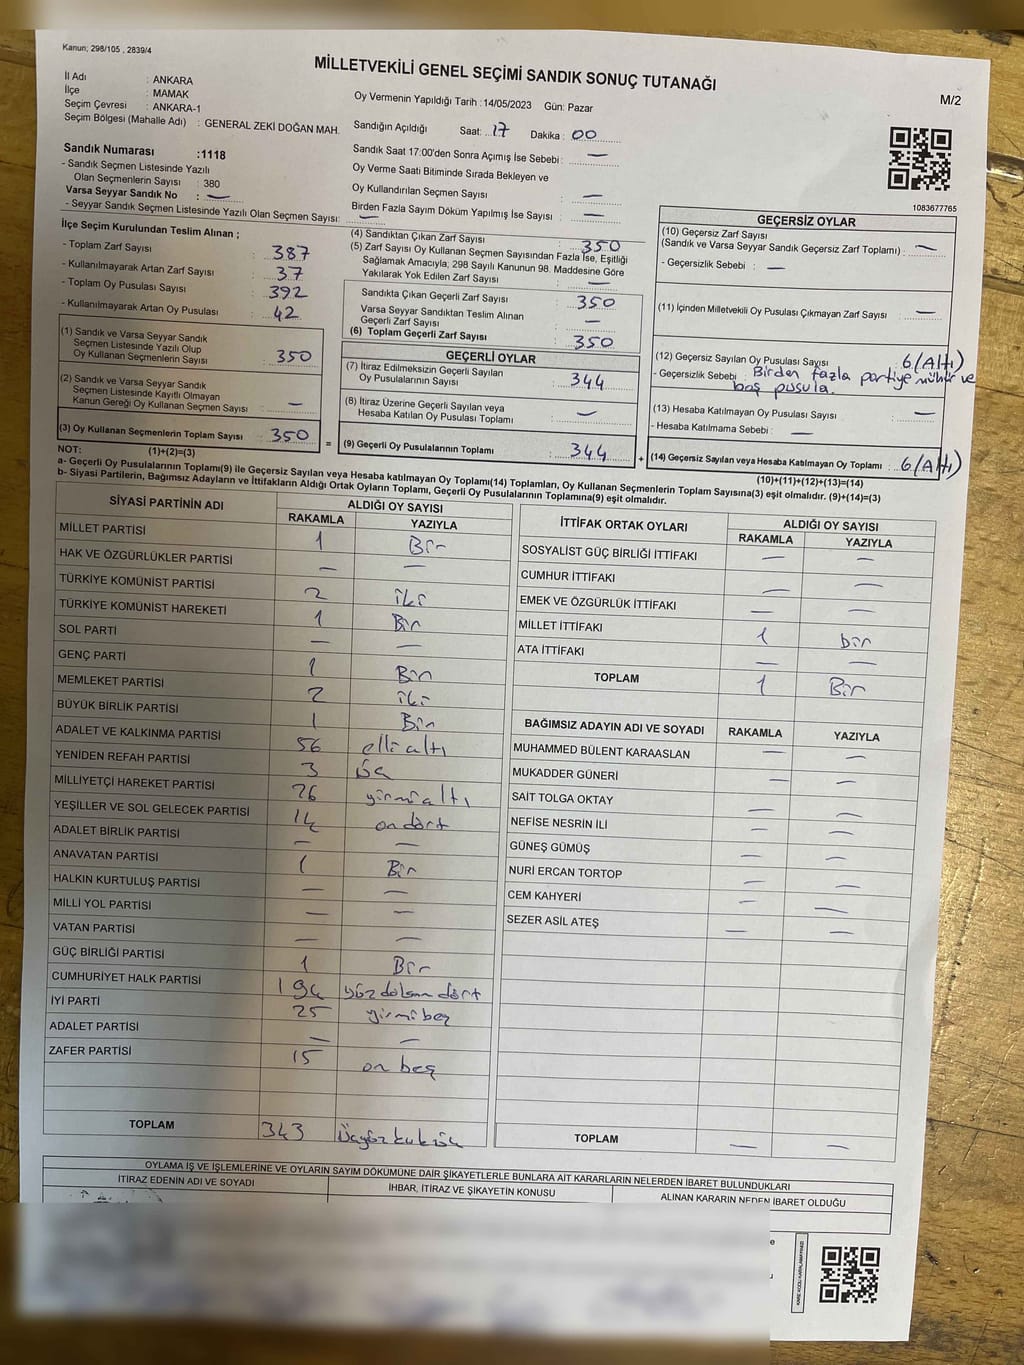 Kanun; 298/105 , 2839/4
MİLLETVEKİLİ GENEL SEÇİMİ SANDIK SONUÇ TUTANAĞI
M/2
İl Adı : ANKARA
İlçe : MAMAK
Seçim Çevresi : ANKARA-1
Seçim Bölgesi (Mahalle Adı) : GENERAL ZEKİ DOĞAN MAH.
Oy Vermenin Yapıldığı Tarih : 14/05/2023 Gün: Pazar
Sandığın Açıldığı Saat: 17 Dakika : 00
Sandık Saat 17:00'den Sonra Açımış İse Sebebi : —
Oy Verme Saati Bitiminde Sırada Bekleyen ve
Oy Kullandırılan Seçmen Sayısı : —
Birden Fazla Sayım Döküm Yapılmış İse Sayısı : —
Sandık Numarası :1118
- Sandık Seçmen Listesinde Yazılı
Olan Seçmenlerin Sayısı : 380
Varsa Seyyar Sandık No : —
- Seyyar Sandık Seçmen Listesinde Yazılı Olan Seçmen Sayısı: —
1083677765
İlçe Seçim Kurulundan Teslim Alınan ;
- Toplam Zarf Sayısı : 387
- Kullanılmayarak Artan Zarf Sayısı : 37
- Toplam Oy Pusulası Sayısı : 392
- Kullanılmayarak Artan Oy Pusulası : 42
(1) Sandık ve Varsa Seyyar Sandık
Seçmen Listesinde Yazılı Olup
Oy Kullanan Seçmenlerin Sayısı : 350
(2) Sandık ve Varsa Seyyar Sandık
Seçmen Listesinde Kayıtlı Olmayan
Kanun Gereği Oy Kullanan Seçmen Sayısı : —
(3) Oy Kullanan Seçmenlerin Toplam Sayısı : 350
(1)+(2)=(3)
(4) Sandıktan Çıkan Zarf Sayısı : 350
(5) Zarf Sayısı Oy Kullanan Seçmen Sayısından Fazla İse, Eşitliği
Sağlamak Amacıyla; 298 Sayılı Kanunun 98. Maddesine Göre
Yakılarak Yok Edilen Zarf Sayısı : —
Sandıkta Çıkan Geçerli Zarf Sayısı : 350
Varsa Seyyar Sandıktan Teslim Alınan
Geçerli Zarf Sayısı : —
(6) Toplam Geçerli Zarf Sayısı : 350
GEÇERLİ OYLAR
(7) İtiraz Edilmeksizin Geçerli Sayılan
Oy Pusulalarının Sayısı : 344
(8) İtiraz Üzerine Geçerli Sayılan veya
Hesaba Katılan Oy Pusulası Toplamı : —
= (9) Geçerli Oy Pusulalarının Toplamı : 344
GEÇERSİZ OYLAR
(10) Geçersiz Zarf Sayısı
(Sandık ve Varsa Seyyar Sandık Geçersiz Zarf Toplamı) : —
- Geçersizlik Sebebi : —
(11) İçinden Milletvekili Oy Pusulası Çıkmayan Zarf Sayısı : —
(12) Geçersiz Sayılan Oy Pusulası Sayısı : 6(Altı)
- Geçersizlik Sebebi : Birden fazla partiye mühür ve
boş pusula.
(13) Hesaba Katılmayan Oy Pusulası Sayısı : —
- Hesaba Katılmama Sebebi : —
+ (14) Geçersiz Sayılan veya Hesaba Katılmayan Oy Toplamı : 6(Altı)
(10)+(11)+(12)+(13)=(14)
NOT:
a- Geçerli Oy Pusulalarının Toplamı(9) ile Geçersiz Sayılan veya Hesaba katılmayan Oy Toplamı(14) Toplamları, Oy Kullanan Seçmenlerin Toplam Sayısına(3) eşit olmalıdır. (9)+(14)=(3)
b- Siyasi Partilerin, Bağımsız Adayların ve İttifakların Aldığı Ortak Oyların Toplamı, Geçerli Oy Pusulalarının Toplamına(9) eşit olmalıdır.
SİYASİ PARTİNİN ADI ALDIĞI OY SAYISI
RAKAMLA YAZIYLA
MİLLET PARTİSİ 1 Bir
HAK VE ÖZGÜRLÜKLER PARTİSİ — —
TÜRKİYE KOMÜNİST PARTİSİ 2 iki
TÜRKİYE KOMÜNİST HAREKETİ 1 Bir
SOL PARTİ — —
GENÇ PARTİ 1 Bir
MEMLEKET PARTİSİ 2 iki
BÜYÜK BİRLİK PARTİSİ 1 Bir
ADALET VE KALKINMA PARTİSİ 56 elli altı
YENİDEN REFAH PARTİSİ 3 üç
MİLLİYETÇİ HAREKET PARTİSİ 26 yirmi altı
YEŞİLLER VE SOL GELECEK PARTİSİ 14 on dört
ADALET BİRLİK PARTİSİ — —
ANAVATAN PARTİSİ 1 Bir
HALKIN KURTULUŞ PARTİSİ — —
MİLLİ YOL PARTİSİ — —
VATAN PARTİSİ — —
GÜÇ BİRLİĞİ PARTİSİ 1 Bir
CUMHURİYET HALK PARTİSİ 194 yüz doksan dört
İYİ PARTİ 25 yirmi beş
ADALET PARTİSİ — —
ZAFER PARTİSİ 15 on beş
TOPLAM 343
İTTİFAK ORTAK OYLARI ALDIĞI OY SAYISI
RAKAMLA YAZIYLA
SOSYALİST GÜÇ BİRLİĞİ İTTİFAKI — —
CUMHUR İTTİFAKI — —
EMEK VE ÖZGÜRLÜK İTTİFAKI — —
MİLLET İTTİFAKI 1 bir
ATA İTTİFAKI — —
TOPLAM 1 Bir
BAĞIMSIZ ADAYIN ADI VE SOYADI RAKAMLA YAZIYLA
MUHAMMED BÜLENT KARAASLAN — —
MUKADDER GÜNERİ — —
SAİT TOLGA OKTAY — —
NEFİSE NESRİN İLİ — —
GÜNEŞ GÜMÜŞ — —
NURİ ERCAN TORTOP — —
CEM KAHYERİ — —
SEZER ASİL ATEŞ — —
TOPLAM — —
OYLAMA İŞ VE İŞLEMLERİNE VE OYLARIN SAYIM DÖKÜMÜNE DAİR ŞİKAYETLERLE BUNLARA AİT KARARLARIN NELERDEN İBARET BULUNDUKLARI
İTİRAZ EDENİN ADI VE SOYADI İHBAR, İTİRAZ VE ŞİKAYETİN KONUSU ALINAN KARARIN NEDEN İBARET OLDUĞU